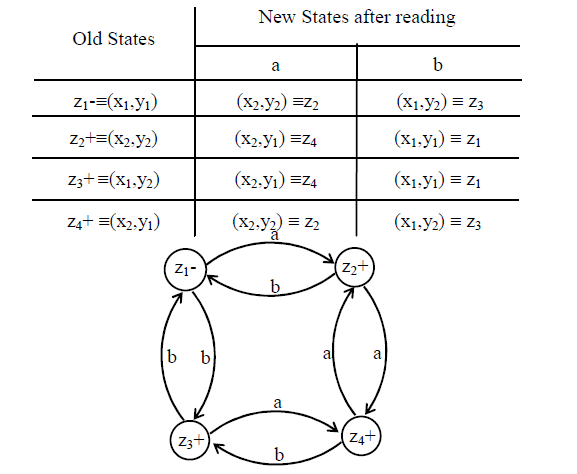 New States after reading
Old States
a b
z₁-≡(x₁,y₁) (x₂,y₂) ≡z₂ (x₁,y₂) ≡ z₃
z₂+≡(x₂,y₂) (x₂,y₁) ≡z₄ (x₁,y₁) ≡ z₁
z₃+≡(x₁,y₂) (x₂,y₁) ≡z₄ (x₁,y₁) ≡ z₁
z₄+ ≡(x₂,y₁) (x₂,y₂) ≡ z₂ (x₁,y₂) ≡ z₃
a
z₁- z₂+
b
b b a a
a
z₃+ z₄+
b